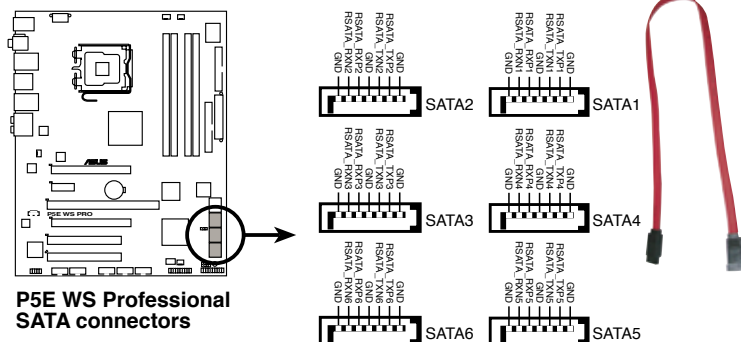 GND
RSATA_TXP2
RSATA_TXN2
GND
RSATA_RXP2
RSATA_RXN2
GND
SATA2
GND
RSATA_TXP1
RSATA_TXN1
GND
RSATA_RXP1
RSATA_RXN1
GND
SATA1
GND
RSATA_TXP3
RSATA_TXN3
GND
RSATA_RXP3
RSATA_RXN3
GND
SATA3
GND
RSATA_TXP4
RSATA_TXN4
GND
RSATA_RXP4
RSATA_RXN4
GND
SATA4
GND
RSATA_TXP6
RSATA_TXN6
GND
RSATA_RXP6
RSATA_RXN6
GND
SATA6
GND
RSATA_TXP5
RSATA_TXN5
GND
RSATA_RXP5
RSATA_RXN5
GND
SATA5
ASUS
P5E WS PRO
P5E WS Professional
SATA connectors